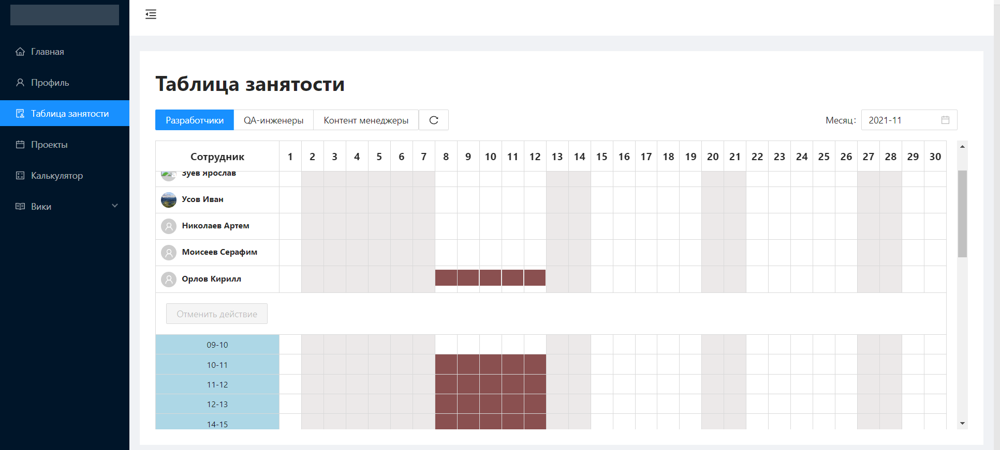 Главная
Профиль
Таблица занятости
Проекты
Калькулятор
Вики
Таблица занятости
Разработчики QA-инженеры Контент менеджеры
Месяц: 2021-11
Сотрудник 1 2 3 4 5 6 7 8 9 10 11 12 13 14 15 16 17 18 19 20 21 22 23 24 25 26 27 28 29 30
Зуев Ярослав
Усов Иван
Николаев Артем
Моисеев Серафим
Орлов Кирилл
Отменить действие
09-10
10-11
11-12
12-13
14-15